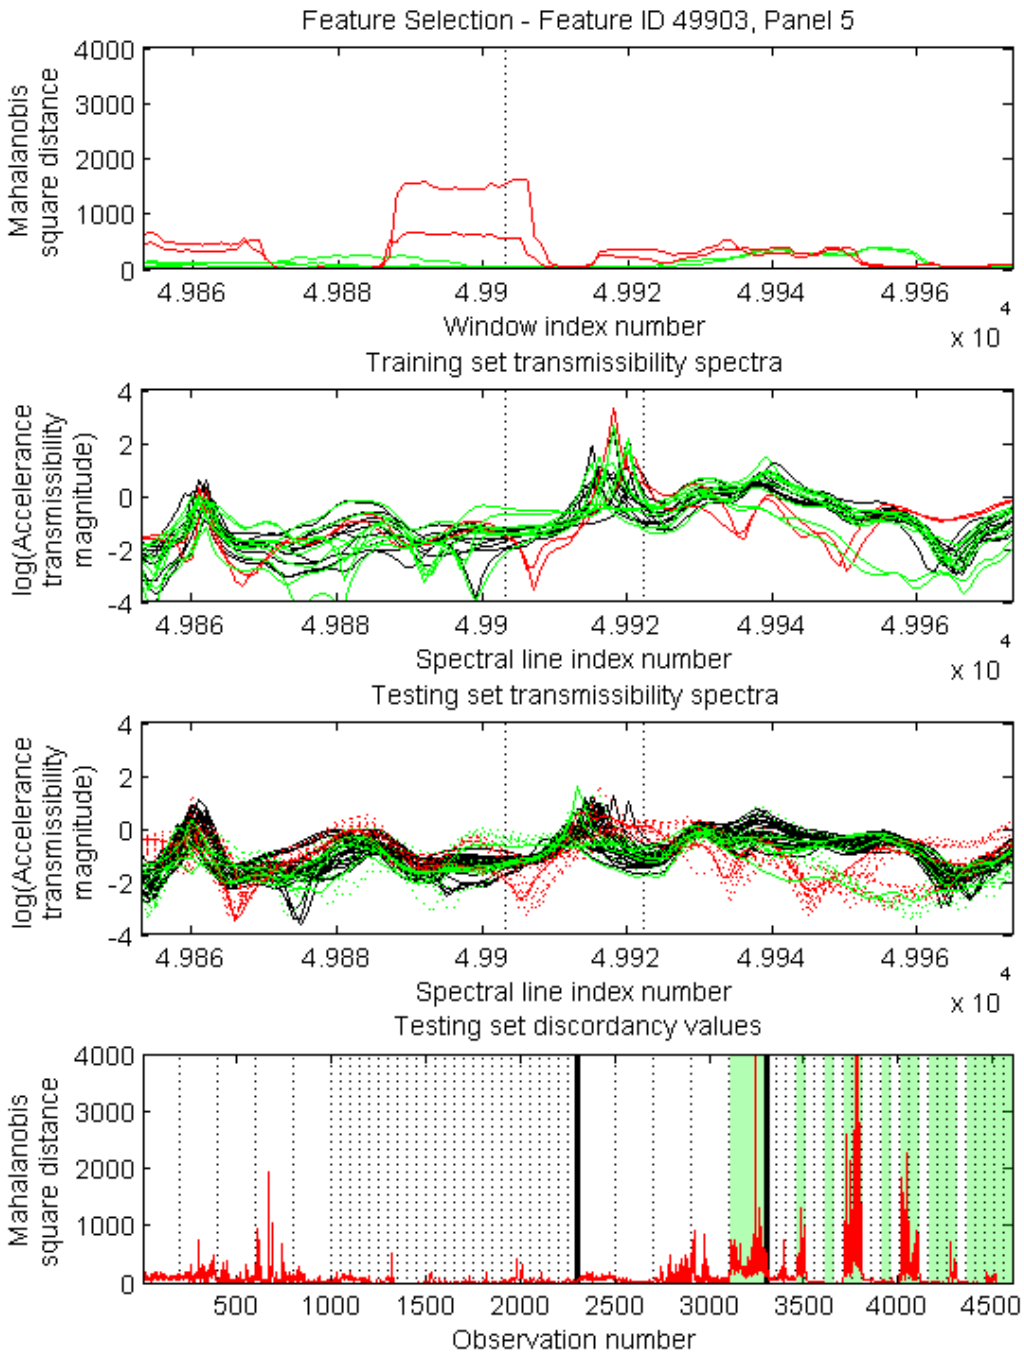 Feature Selection - Feature ID 49903, Panel 5
Mahalanobis
square distance
4000
3000
2000
1000
0
4.986 4.988 4.99 4.992 4.994 4.996
Window index number
x 10 4
Training set transmissibility spectra
log(Accelerance
transmissibility
magnitude)
4
2
0
-2
-4
4.986 4.988 4.99 4.992 4.994 4.996
Spectral line index number
x 10 4
Testing set transmissibility spectra
log(Accelerance
transmissibility
magnitude)
4
2
0
-2
-4
4.986 4.988 4.99 4.992 4.994 4.996
Spectral line index number
x 10 4
Testing set discordancy values
Mahalanobis
square distance
4000
3000
2000
1000
0
500 1000 1500 2000 2500 3000 3500 4000 4500
Observation number